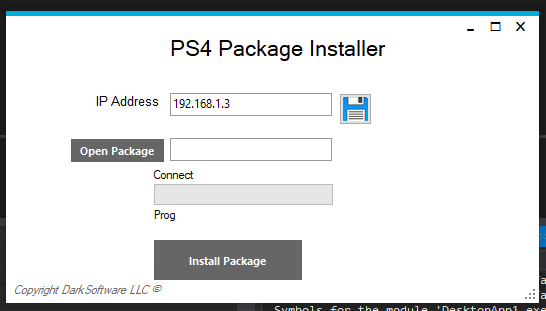 PS4 Package Installer
IP Address 192.168.1.3
Open Package
Connect
Prog
Install Package
Copyright DarkSoftware LLC ©
Symbols for the module 'DesktopApp1.exe